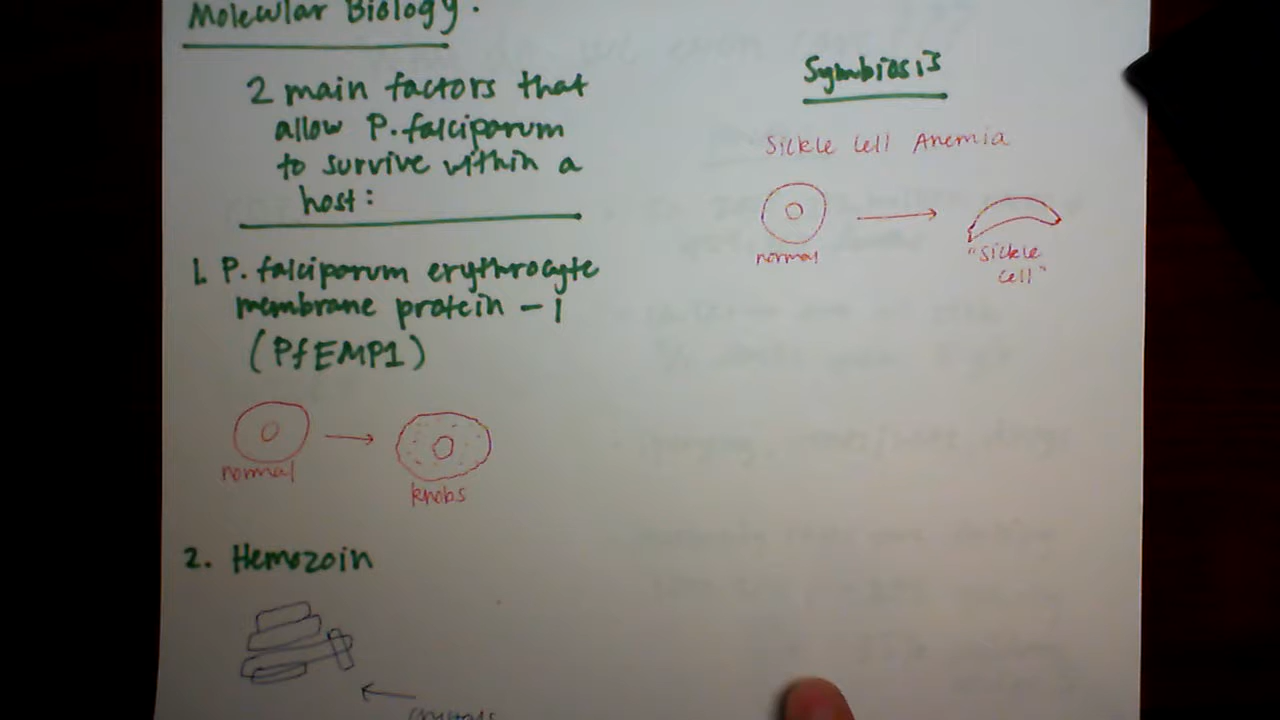 Molecular Biology.
2 main factors that
allow P. falciparum
to survive within a
host:
1. P. falciparum erythrocyte
membrane protein - 1
(PfEMP1)
normal
knobs
2. Hemozoin
crystals
Symbiosis
Sickle Cell Anemia
normal
"Sickle
cell"